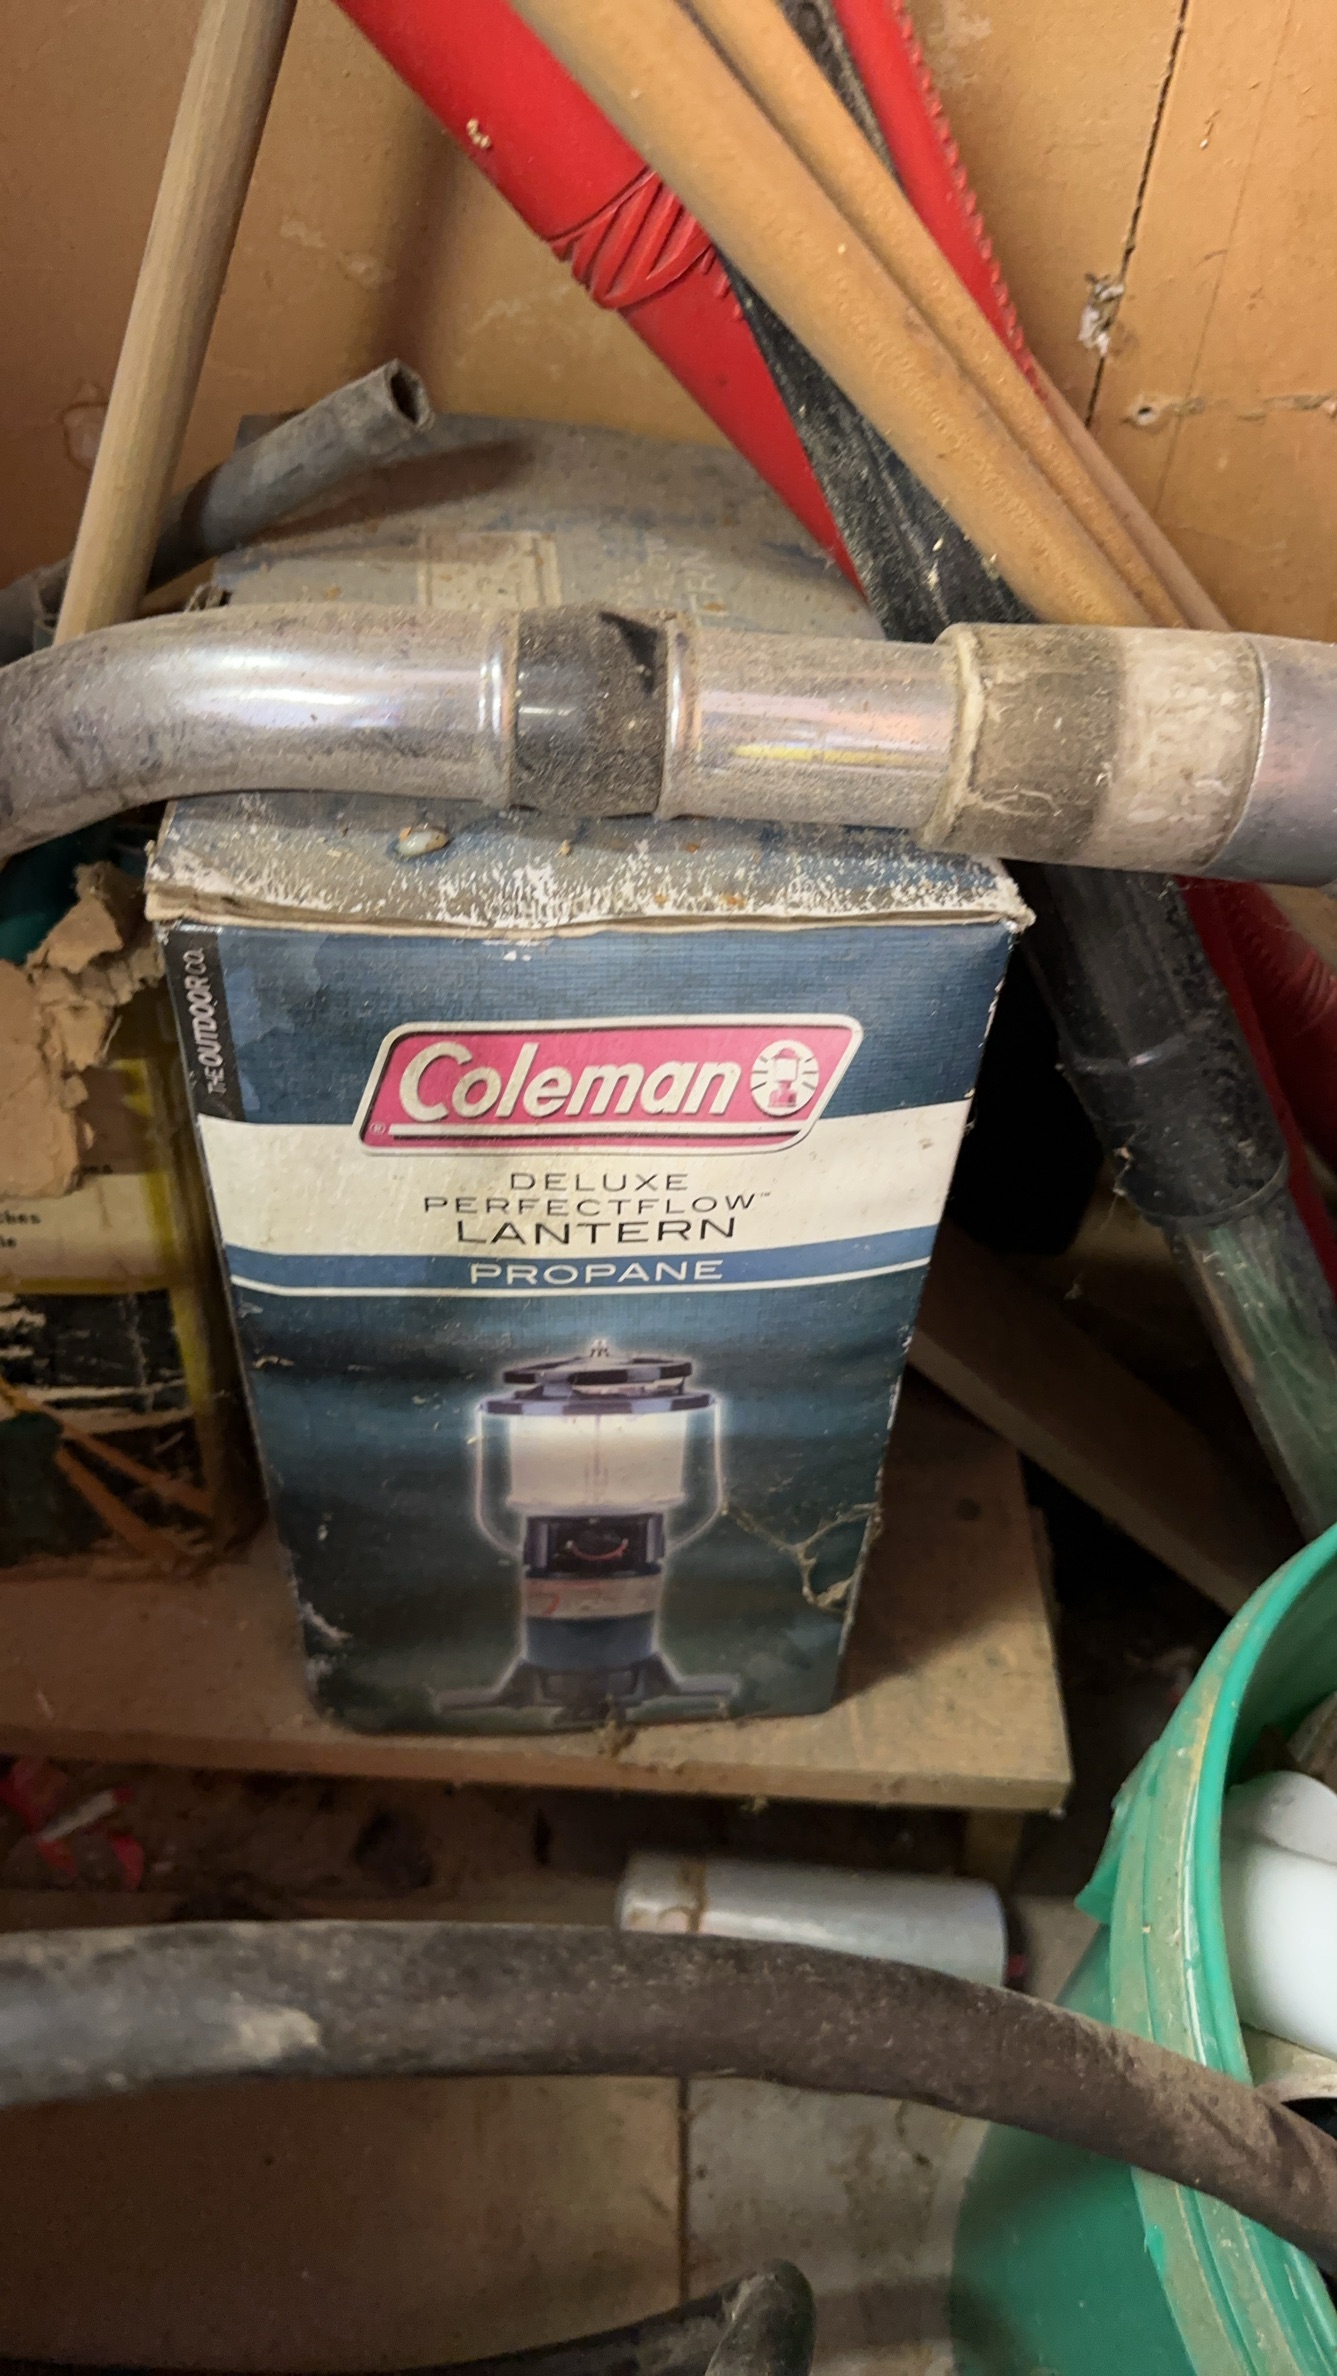 THE OUTDOOR CO.
Coleman
®
DELUXE
PERFECTFLOW™
LANTERN
PROPANE